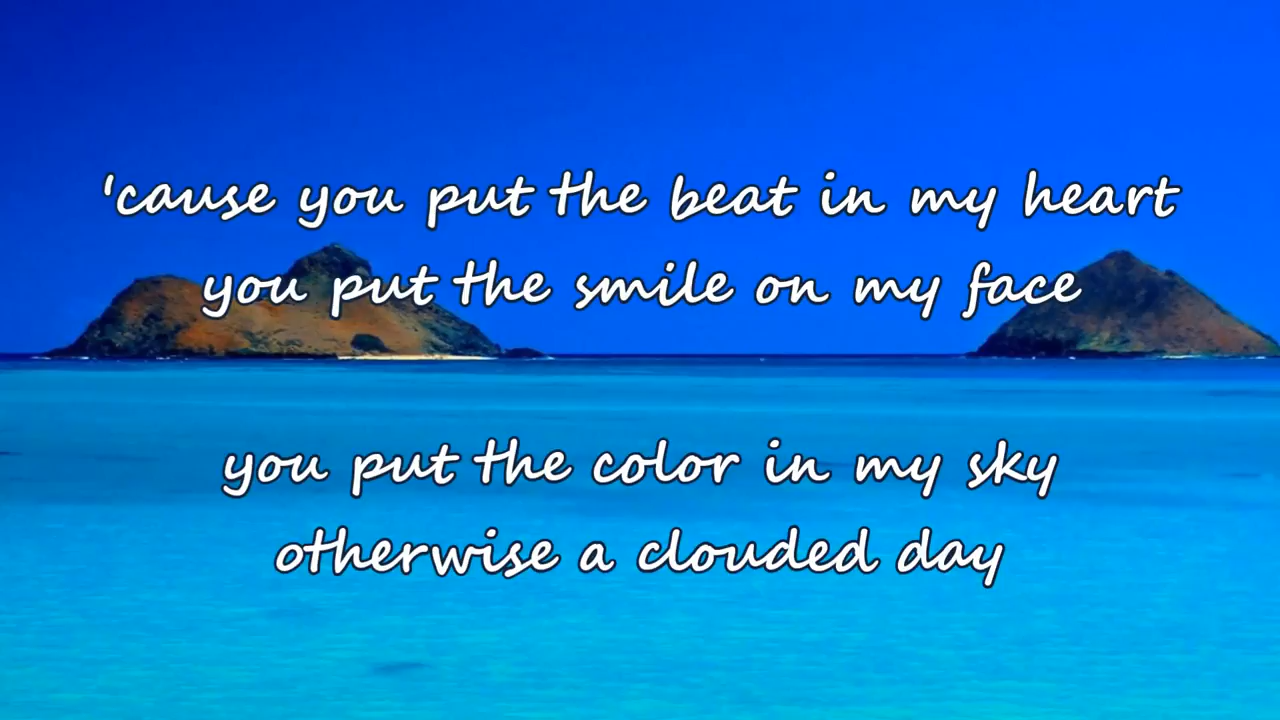 'cause you put the beat in my heart
you put the smile on my face
you put the color in my sky
otherwise a clouded day